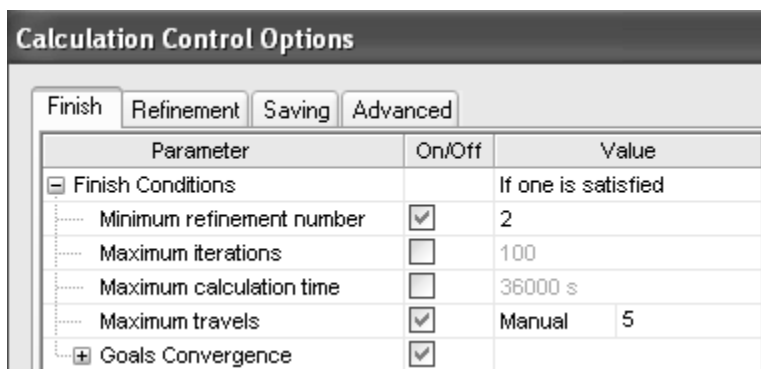 Calculation Control Options
Finish Refinement Saving Advanced
Parameter On/Off Value
Finish Conditions If one is satisfied
Minimum refinement number 2
Maximum iterations 100
Maximum calculation time 36000 s
Maximum travels Manual 5
Goals Convergence